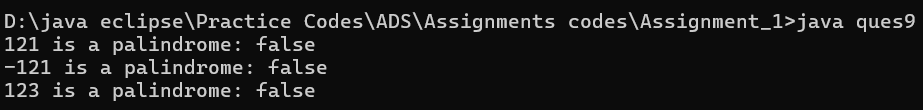 D:\java eclipse\Practice Codes\ADS\Assignments codes\Assignment_1>java ques9
121 is a palindrome: false
-121 is a palindrome: false
123 is a palindrome: false